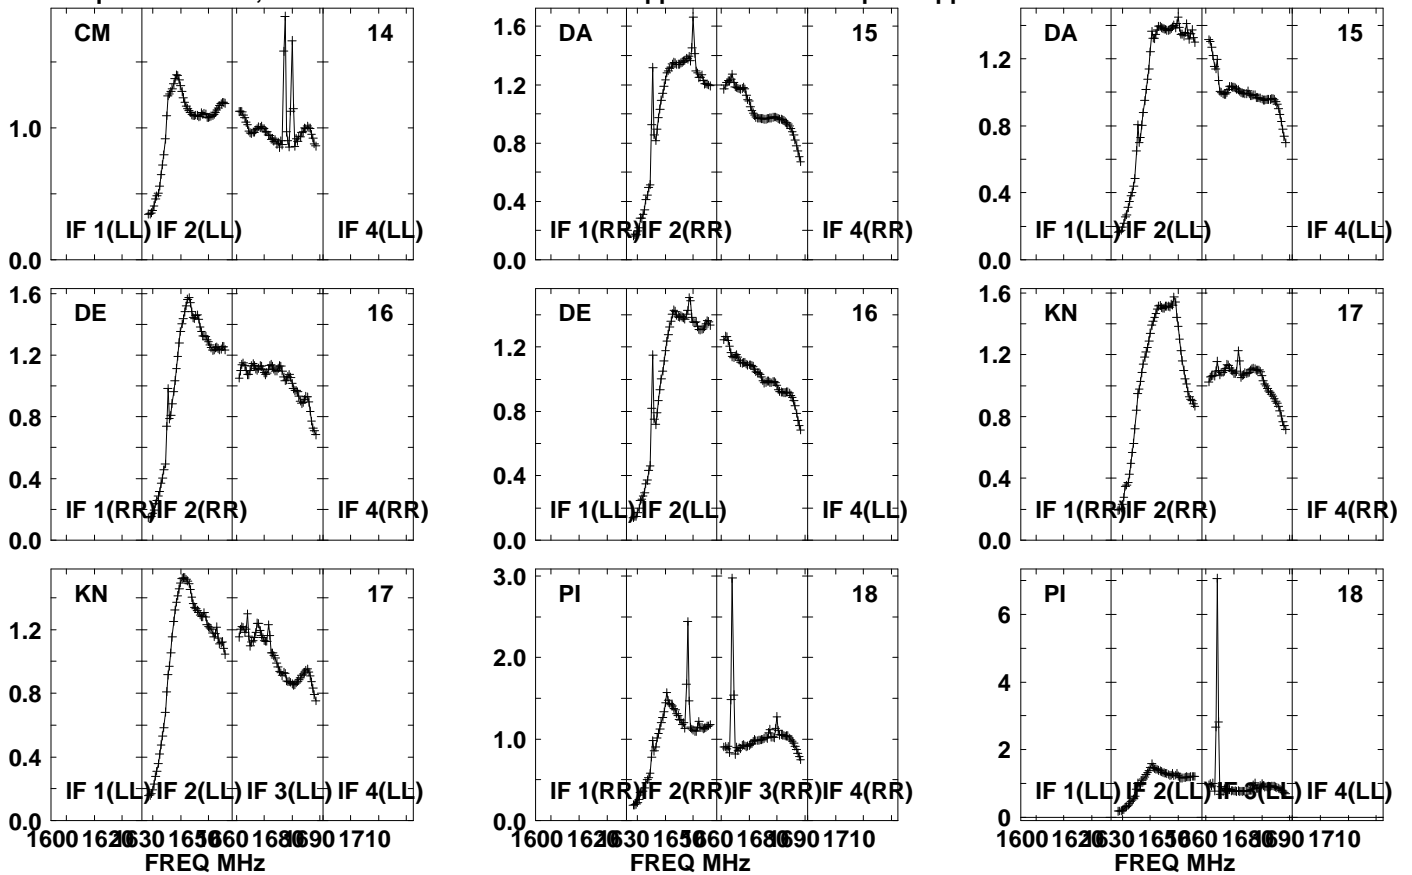 CM 14 DA 15 DA 15
1.0 1.6 1.2
1.2 0.8
1.0
0.8
0.4 0.4
IF 1(LL) IF 2(LL) IF 4(LL) IF 1(RR) IF 2(RR) IF 4(RR) IF 1(LL) IF 2(LL) IF 4(LL)
0.0 0.0 0.0
DE 16 DE 16 KN 17
1.6 1.2 1.6
1.2 0.8 1.2
0.8 0.4 0.8
0.4 0.4
IF 1(RR) IF 2(RR) IF 4(RR) IF 1(LL) IF 2(LL) IF 4(LL) IF 1(RR) IF 2(RR) IF 4(RR)
0.0 0.0 0.0
KN 17 PI 18 PI 18
1.2 3.0 6
0.8 2.0 4
0.4 1.0 2
IF 1(LL) IF 2(LL) IF 3(LL) IF 4(LL) IF 1(RR) IF 2(RR) IF 3(RR) IF 4(RR) IF 1(LL) IF 2(LL) IF 3(LL) IF 4(LL)
0.0 0.0 0
1600 1620 1630 1650 1660 1680 1690 1710 1600 1620 1630 1650 1660 1680 1690 1710 1600 1620 1630 1650 1660 1680 1690 1710
FREQ MHz FREQ MHz FREQ MHz